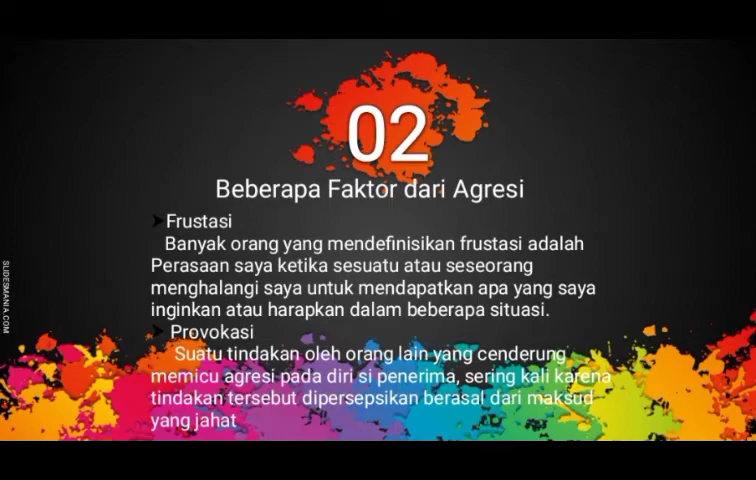 02
Beberapa Faktor dari Agresi
➤Frustasi
Banyak orang yang mendefinisikan frustasi adalah
Perasaan saya ketika sesuatu atau seseorang
menghalangi saya untuk mendapatkan apa yang saya
inginkan atau harapkan dalam beberapa situasi.
➤ Provokasi
Suatu tindakan oleh orang lain yang cenderung
memicu agresi pada diri si penerima, sering kali karena
tindakan tersebut dipersepsikan berasal dari maksud
yang jahat
SLIDESMANIA.COM